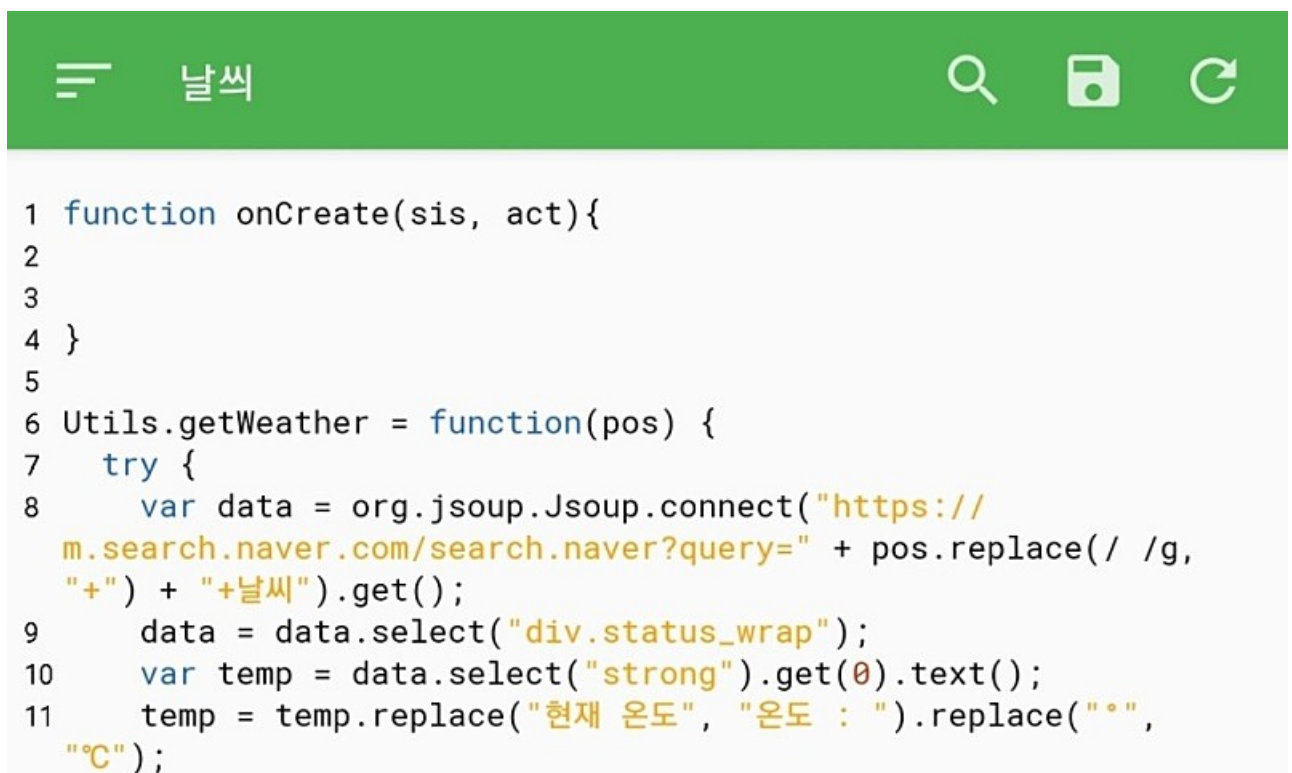 날씌
1 function onCreate(sis, act){
2
3
4 }
5
6 Utils.getWeather = function(pos) {
7 try {
8 var data = org.jsoup.Jsoup.connect("https://
m.search.naver.com/search.naver?query=" + pos.replace(/ /g,
"+") + "+날씨").get();
9 data = data.select("div.status_wrap");
10 var temp = data.select("strong").get(0).text();
11 temp = temp.replace("현재 온도", "온도 : ").replace("°",
"℃");